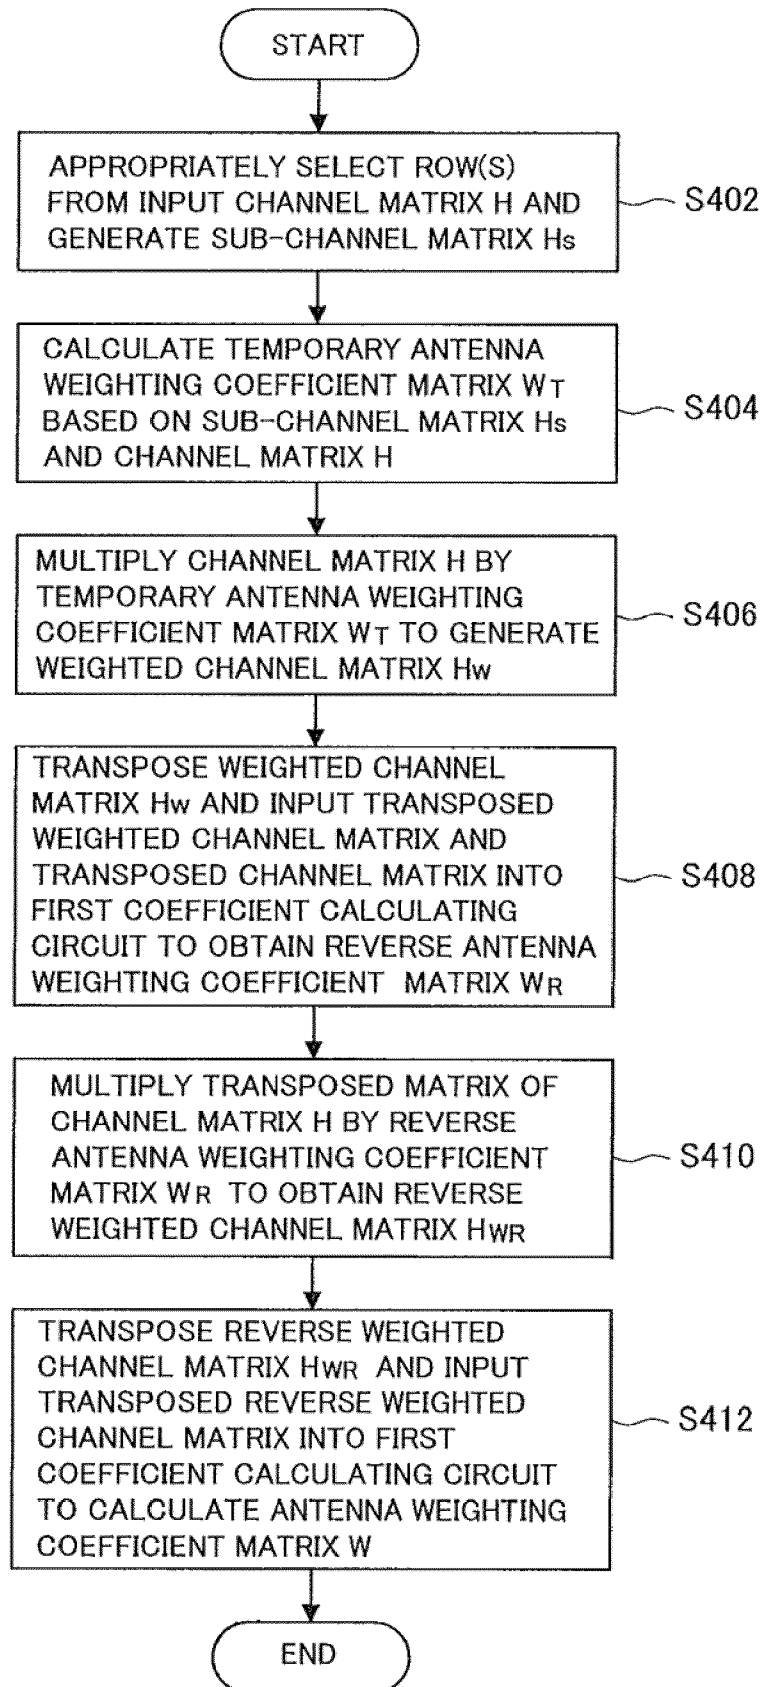 START
APPROPRIATELY SELECT ROW(S)
FROM INPUT CHANNEL MATRIX H AND
GENERATE SUB-CHANNEL MATRIX Hs
S402
CALCULATE TEMPORARY ANTENNA
WEIGHTING COEFFICIENT MATRIX WT
BASED ON SUB-CHANNEL MATRIX Hs
AND CHANNEL MATRIX H
S404
MULTIPLY CHANNEL MATRIX H BY
TEMPORARY ANTENNA WEIGHTING
COEFFICIENT MATRIX WT TO GENERATE
WEIGHTED CHANNEL MATRIX Hw
S406
TRANSPOSE WEIGHTED CHANNEL
MATRIX Hw AND INPUT TRANSPOSED
WEIGHTED CHANNEL MATRIX AND
TRANSPOSED CHANNEL MATRIX INTO
FIRST COEFFICIENT CALCULATING
CIRCUIT TO OBTAIN REVERSE ANTENNA
WEIGHTING COEFFICIENT MATRIX WR
S408
MULTIPLY TRANSPOSED MATRIX OF
CHANNEL MATRIX H BY REVERSE
ANTENNA WEIGHTING COEFFICIENT
MATRIX WR TO OBTAIN REVERSE
WEIGHTED CHANNEL MATRIX HWR
S410
TRANSPOSE REVERSE WEIGHTED
CHANNEL MATRIX HWR AND INPUT
TRANSPOSED REVERSE WEIGHTED
CHANNEL MATRIX INTO FIRST
COEFFICIENT CALCULATING CIRCUIT
TO CALCULATE ANTENNA WEIGHTING
COEFFICIENT MATRIX W
S412
END